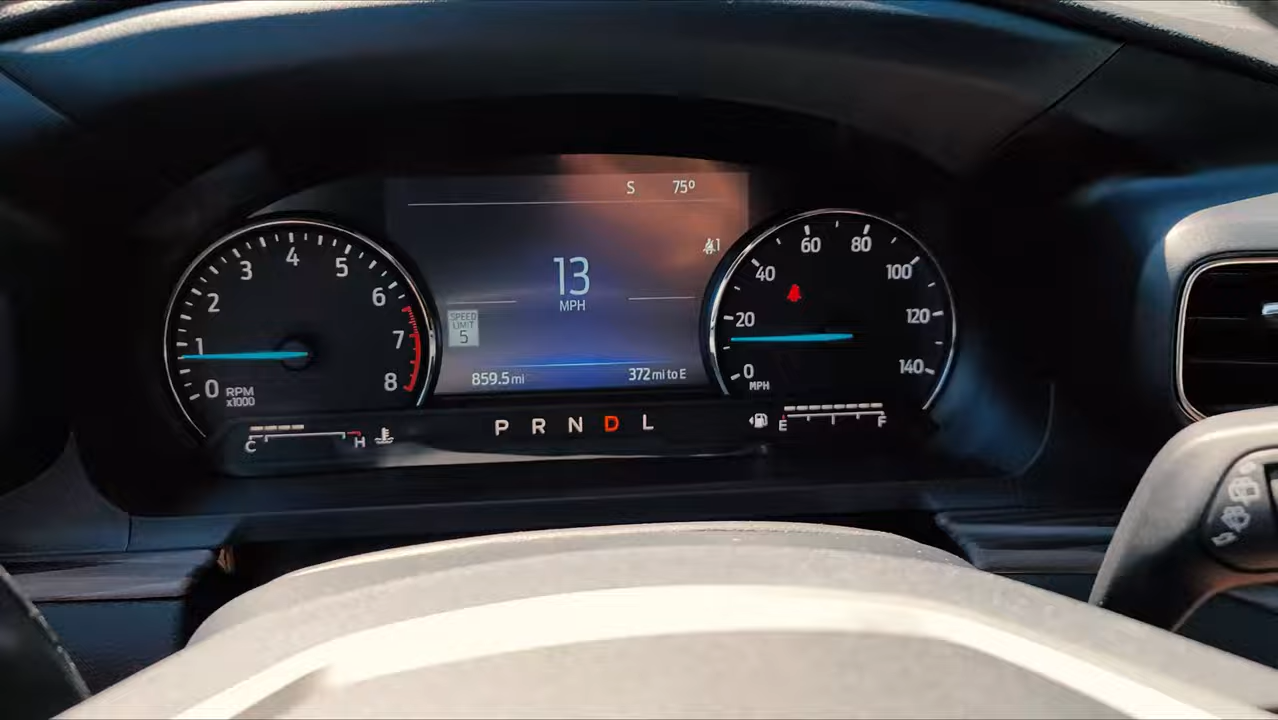 S 75º
13
MPH
SPEED
LIMIT
5
859.5 mi
372 mi to E
0 1 2 3 4 5 6 7 8
RPM
x1000
0 20 40 60 80 100 120 140
MPH
C H
P R N D L
E F